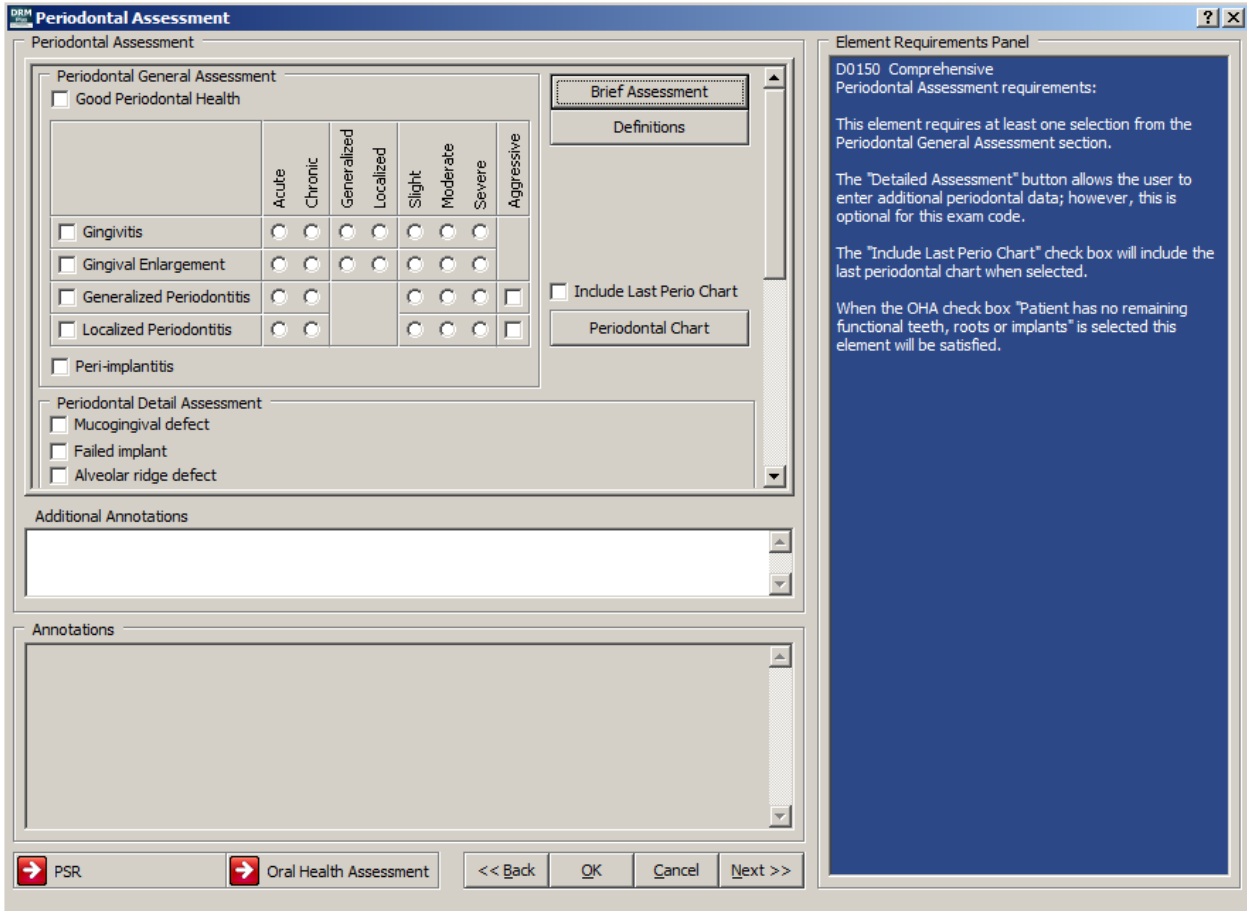 DRM Plus Periodontal Assessment
Periodontal Assessment
Periodontal General Assessment
Good Periodontal Health
Acute
Chronic
Generalized
Localized
Slight
Moderate
Severe
Aggressive
Gingivitis
Gingival Enlargement
Generalized Periodontitis
Localized Periodontitis
Peri-implantitis
Brief Assessment
Definitions
Include Last Perio Chart
Periodontal Chart
Periodontal Detail Assessment
Mucogingival defect
Failed implant
Alveolar ridge defect
Additional Annotations
Annotations
PSR
Oral Health Assessment
<< Back
OK
Cancel
Next >>
Element Requirements Panel
D0150 Comprehensive
Periodontal Assessment requirements:
This element requires at least one selection from the
Periodontal General Assessment section.
The "Detailed Assessment" button allows the user to
enter additional periodontal data; however, this is
optional for this exam code.
The "Include Last Perio Chart" check box will include the
last periodontal chart when selected.
When the OHA check box "Patient has no remaining
functional teeth, roots or implants" is selected this
element will be satisfied.